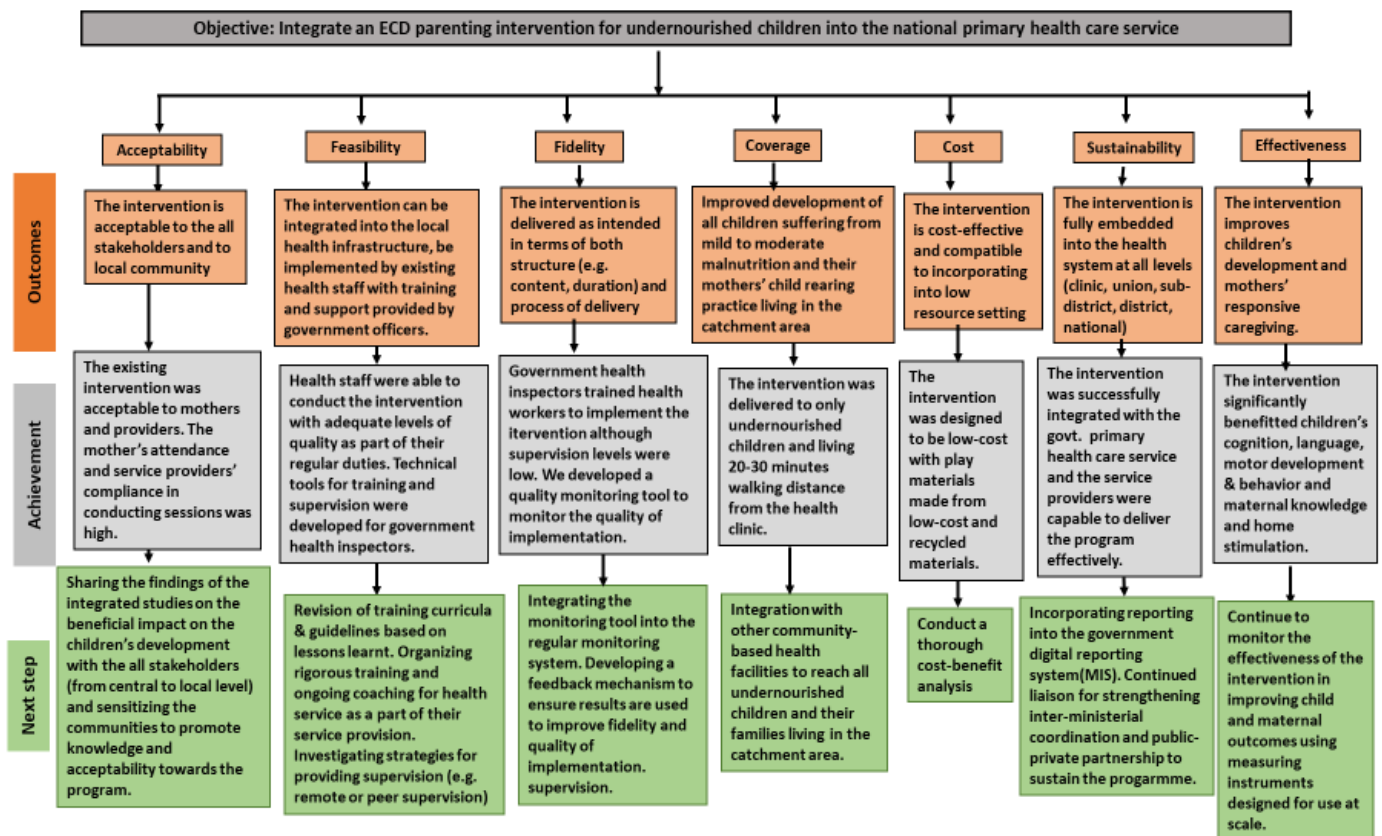 Objective: Integrate an ECD parenting intervention for undernourished children into the national primary health care service
Acceptability
Feasibility
Fidelity
Coverage
Cost
Sustainability
Effectiveness
Outcomes
The intervention is
acceptable to the all
stakeholders and to
local community
The intervention can be
integrated into the local
health infrastructure, be
implemented by existing
health staff with training
and support provided by
government officers.
The intervention is
delivered as intended
in terms of both
structure (e.g.
content, duration) and
process of delivery
Improved development of
all children suffering from
mild to moderate
malnutrition and their
mothers' child rearing
practice living in the
catchment area
The intervention
is cost-effective
and compatible
to incorporating
into low
resource setting
The intervention is
fully embedded
into the health
system at all levels
(clinic, union, sub-
district, district,
national)
The intervention
improves
children's
development and
mothers'
responsive
caregiving.
Achievement
The existing
intervention was
acceptable to mothers
and providers. The
mother's attendance
and service providers'
compliance in
conducting sessions was
high.
Health staff were able to
conduct the intervention
with adequate levels of
quality as part of their
regular duties. Technical
tools for training and
supervision were
developed for government
health inspectors.
Government health
inspectors trained health
workers to implement the
itervention although
supervision levels were
low. We developed a
quality monitoring tool to
monitor the quality of
implementation.
The intervention was
delivered to only
undernourished
children and living
20-30 minutes
walking distance
from the health
clinic.
The
intervention
was designed
to be low-cost
with play
materials
made from
low-cost and
recycled
materials.
The intervention
was successfully
integrated with the
govt. primary
health care service
and the service
providers were
capable to deliver
the program
effectively.
The intervention
significantly
benefitted children's
cognition, language,
motor development
& behavior and
maternal knowledge
and home
stimulation.
Next step
Sharing the findings of the
integrated studies on the
beneficial impact on the
children's development
with the all stakeholders
(from central to local level)
and sensitizing the
communities to promote
knowledge and
acceptability towards the
program.
Revision of training curricula
& guidelines based on
lessons learnt. Organizing
rigorous training and
ongoing coaching for health
service as a part of their
service provision.
Investigating strategies for
providing supervision (e.g.
remote or peer supervision)
Integrating the
monitoring tool into the
regular monitoring
system. Developing a
feedback mechanism to
ensure results are used
to improve fidelity and
quality of
implementation.
supervision.
Integration with
other community-
based health
facilities to reach all
undernourished
children and their
families living in the
catchment area.
Conduct a
thorough
cost-benefit
analysis
Incorporating reporting
into the government
digital reporting
system(MIS). Continued
liaison for strengthening
inter-ministerial
coordination and public-
private partnership to
sustain the progarmme.
Continue to
monitor the
effectiveness of the
intervention in
improving child
and maternal
outcomes using
measuring
instruments
designed for use at
scale.